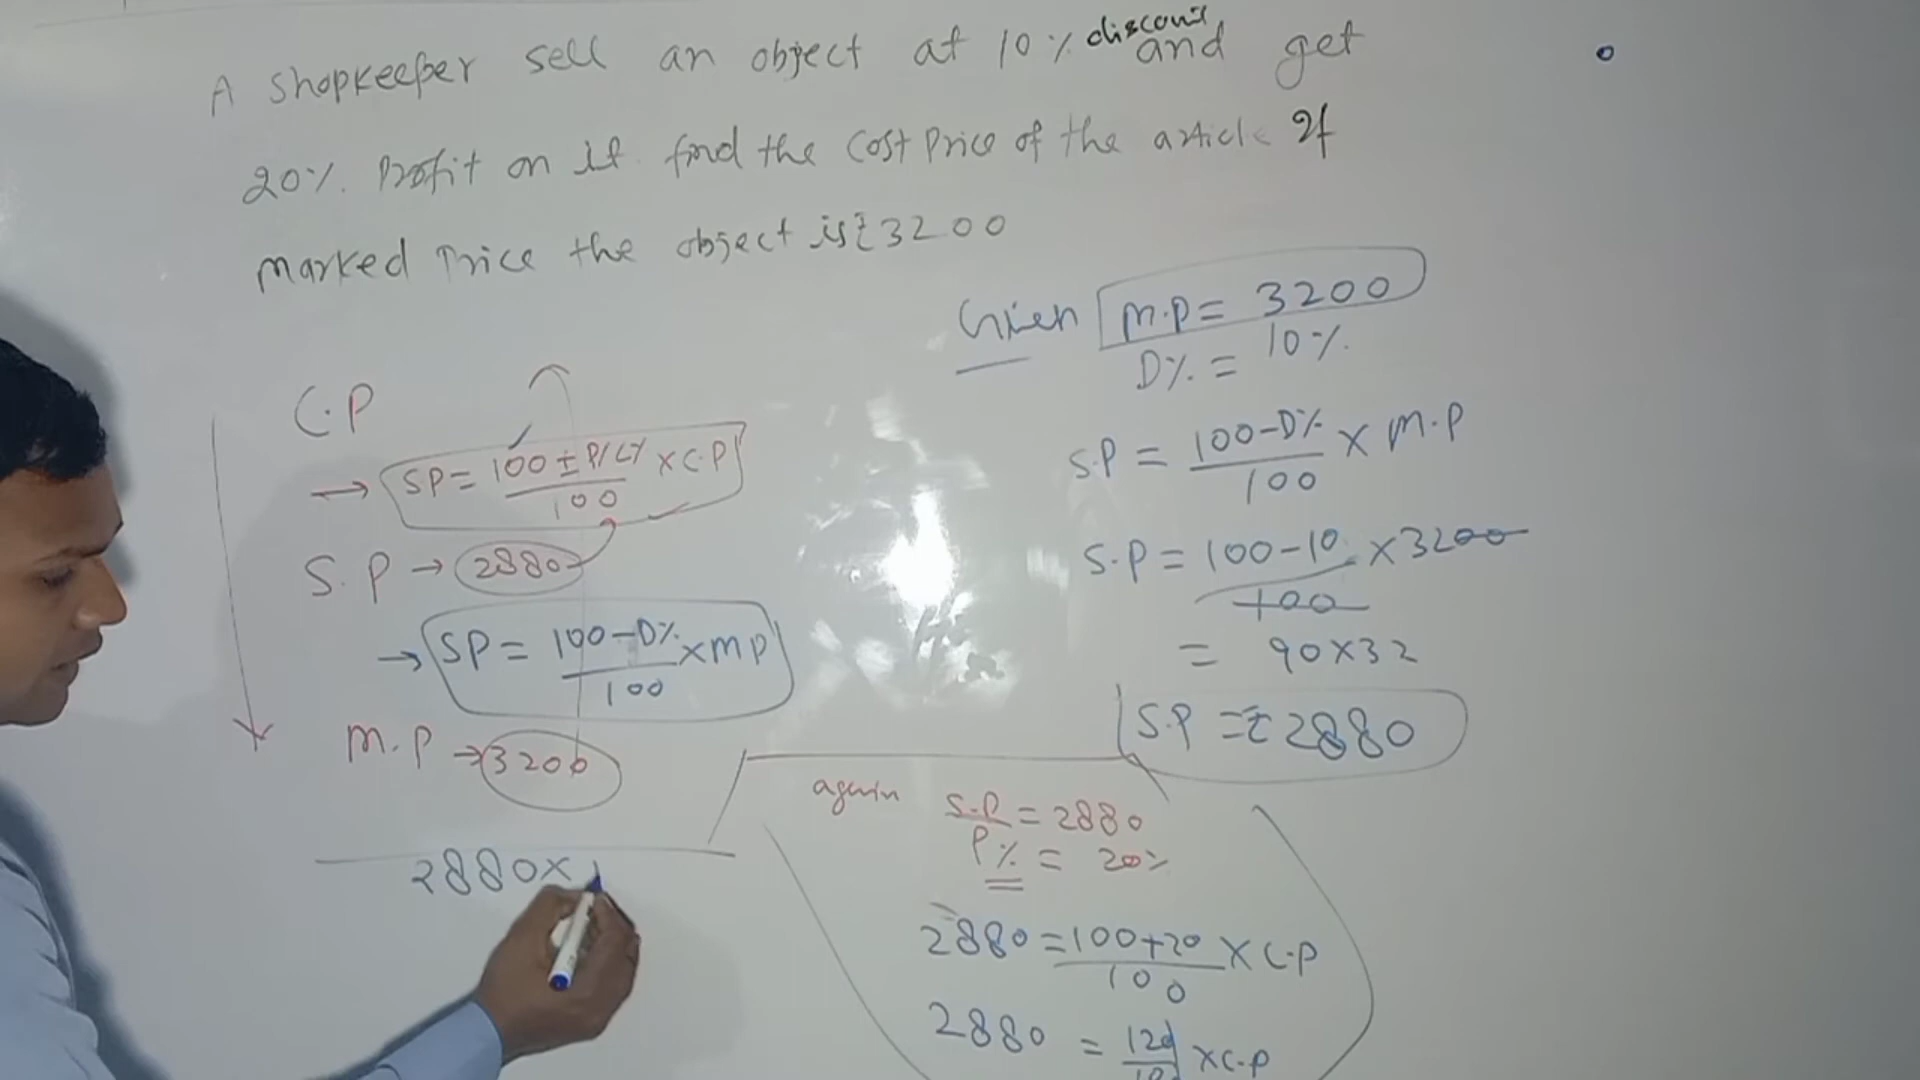 A shopkeeper sell an object at 10% discount and get
20%. Profit on it find the Cost Price of the article If
marked Price the object is ₹3200
Given M.P = 3200
D% = 10%.
S.P = 100-D% / 100 × M.P
S.P = 100-10 / 100 × 3200
= 90×32
S.P = ₹2880
C.P
→ SP = 100 ± P/L% / 100 × C.P
S.P → 2880
→ SP = 100-D% / 100 × MP
M.P → 3200
2880×
again S.P = 2880
P% = 20%
2880 = 100+20 / 100 × C.P
2880 = 120 / 10 × C.P